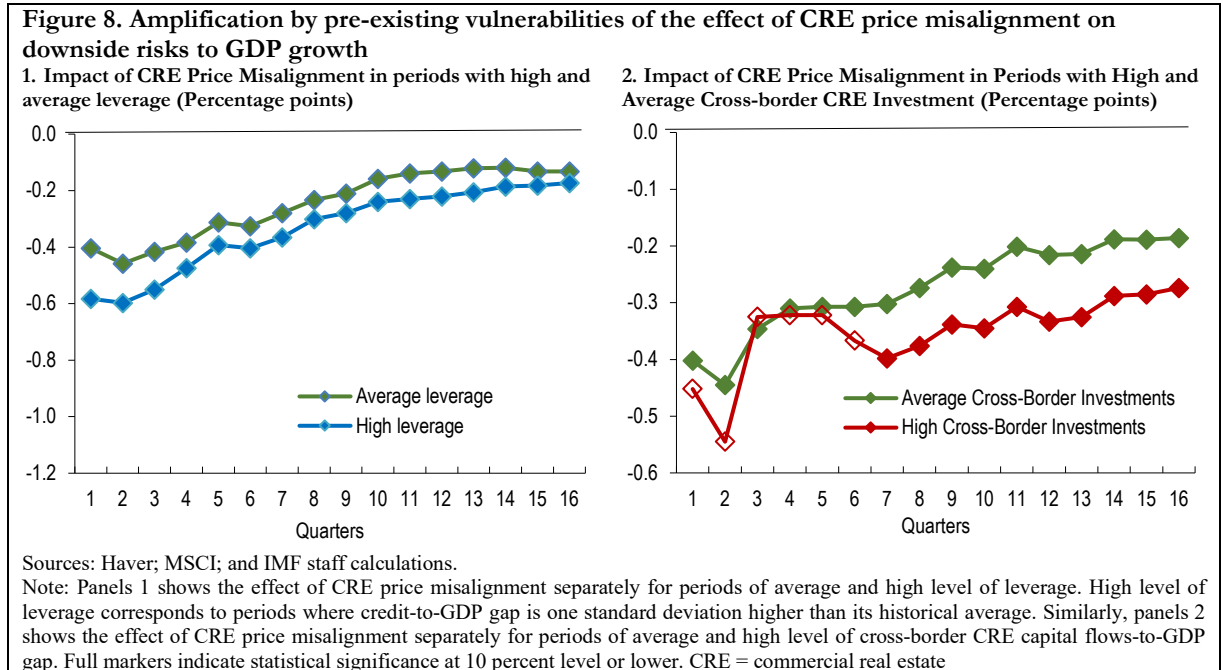 Figure 8. Amplification by pre-existing vulnerabilities of the effect of CRE price misalignment on
downside risks to GDP growth
1. Impact of CRE Price Misalignment in periods with high and
average leverage (Percentage points)
0.0
-0.2
-0.4
-0.6
-0.8
-1.0
-1.2
Average leverage
High leverage
1 2 3 4 5 6 7 8 9 10 11 12 13 14 15 16
Quarters
2. Impact of CRE Price Misalignment in Periods with High and
Average Cross-border CRE Investment (Percentage points)
0.0
-0.1
-0.2
-0.3
-0.4
-0.5
-0.6
Average Cross-Border Investments
High Cross-Border Investments
1 2 3 4 5 6 7 8 9 10 11 12 13 14 15 16
Quarters
Sources: Haver; MSCI; and IMF staff calculations.
Note: Panels 1 shows the effect of CRE price misalignment separately for periods of average and high level of leverage. High level of
leverage corresponds to periods where credit-to-GDP gap is one standard deviation higher than its historical average. Similarly, panels 2
shows the effect of CRE price misalignment separately for periods of average and high level of cross-border CRE capital flows-to-GDP
gap. Full markers indicate statistical significance at 10 percent level or lower. CRE = commercial real estate